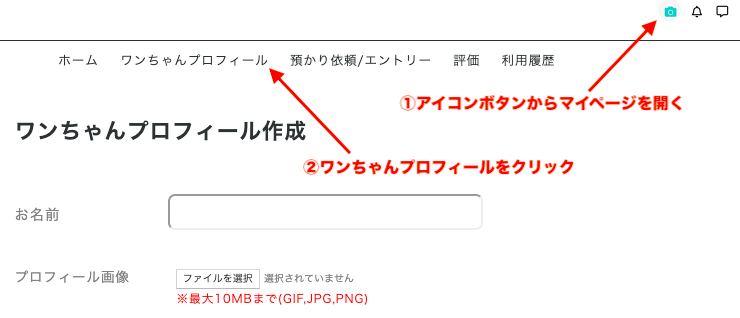 ホーム ワンちゃんプロフィール 預かり依頼/エントリー 評価 利用履歴
①アイコンボタンからマイページを開く
ワンちゃんプロフィール作成
②ワンちゃんプロフィールをクリック
お名前
プロフィール画像 ファイルを選択 選択されていません
※最大10MBまで(GIF,JPG,PNG)